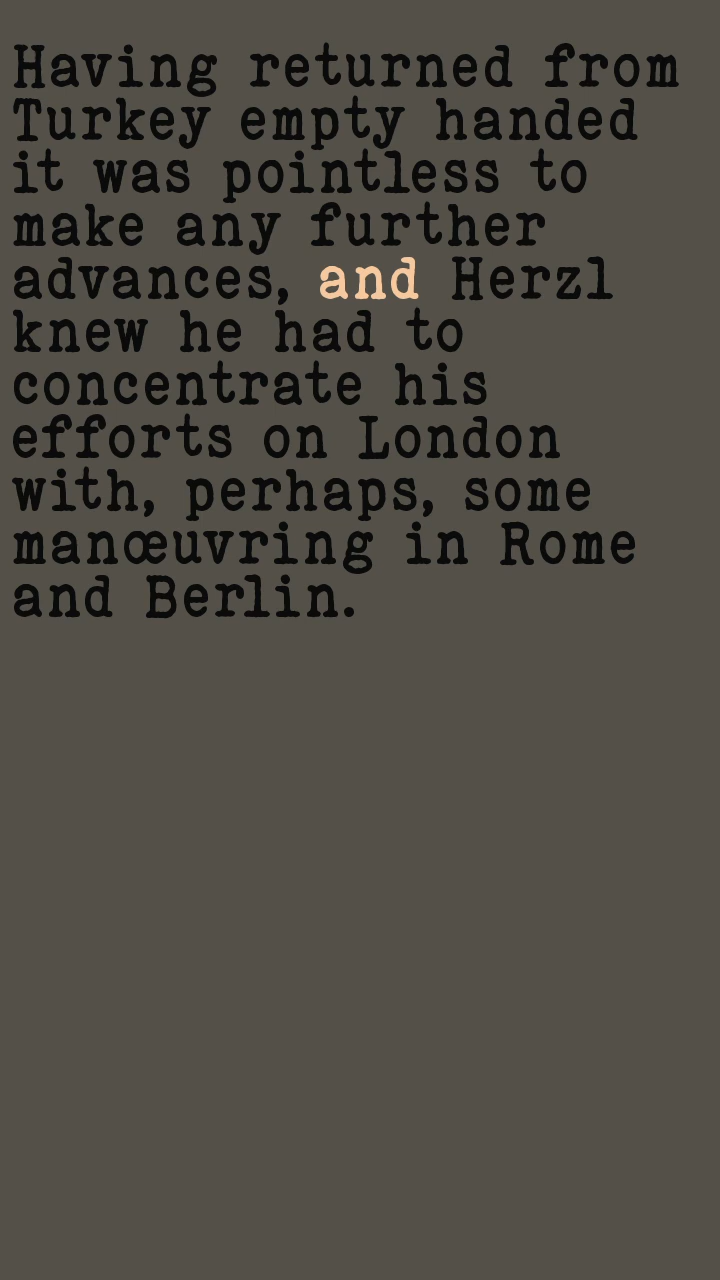 Having returned from
Turkey empty handed
it was pointless to
make any further
advances, and Herzl
knew he had to
concentrate his
efforts on London
with, perhaps, some
manœuvring in Rome
and Berlin.